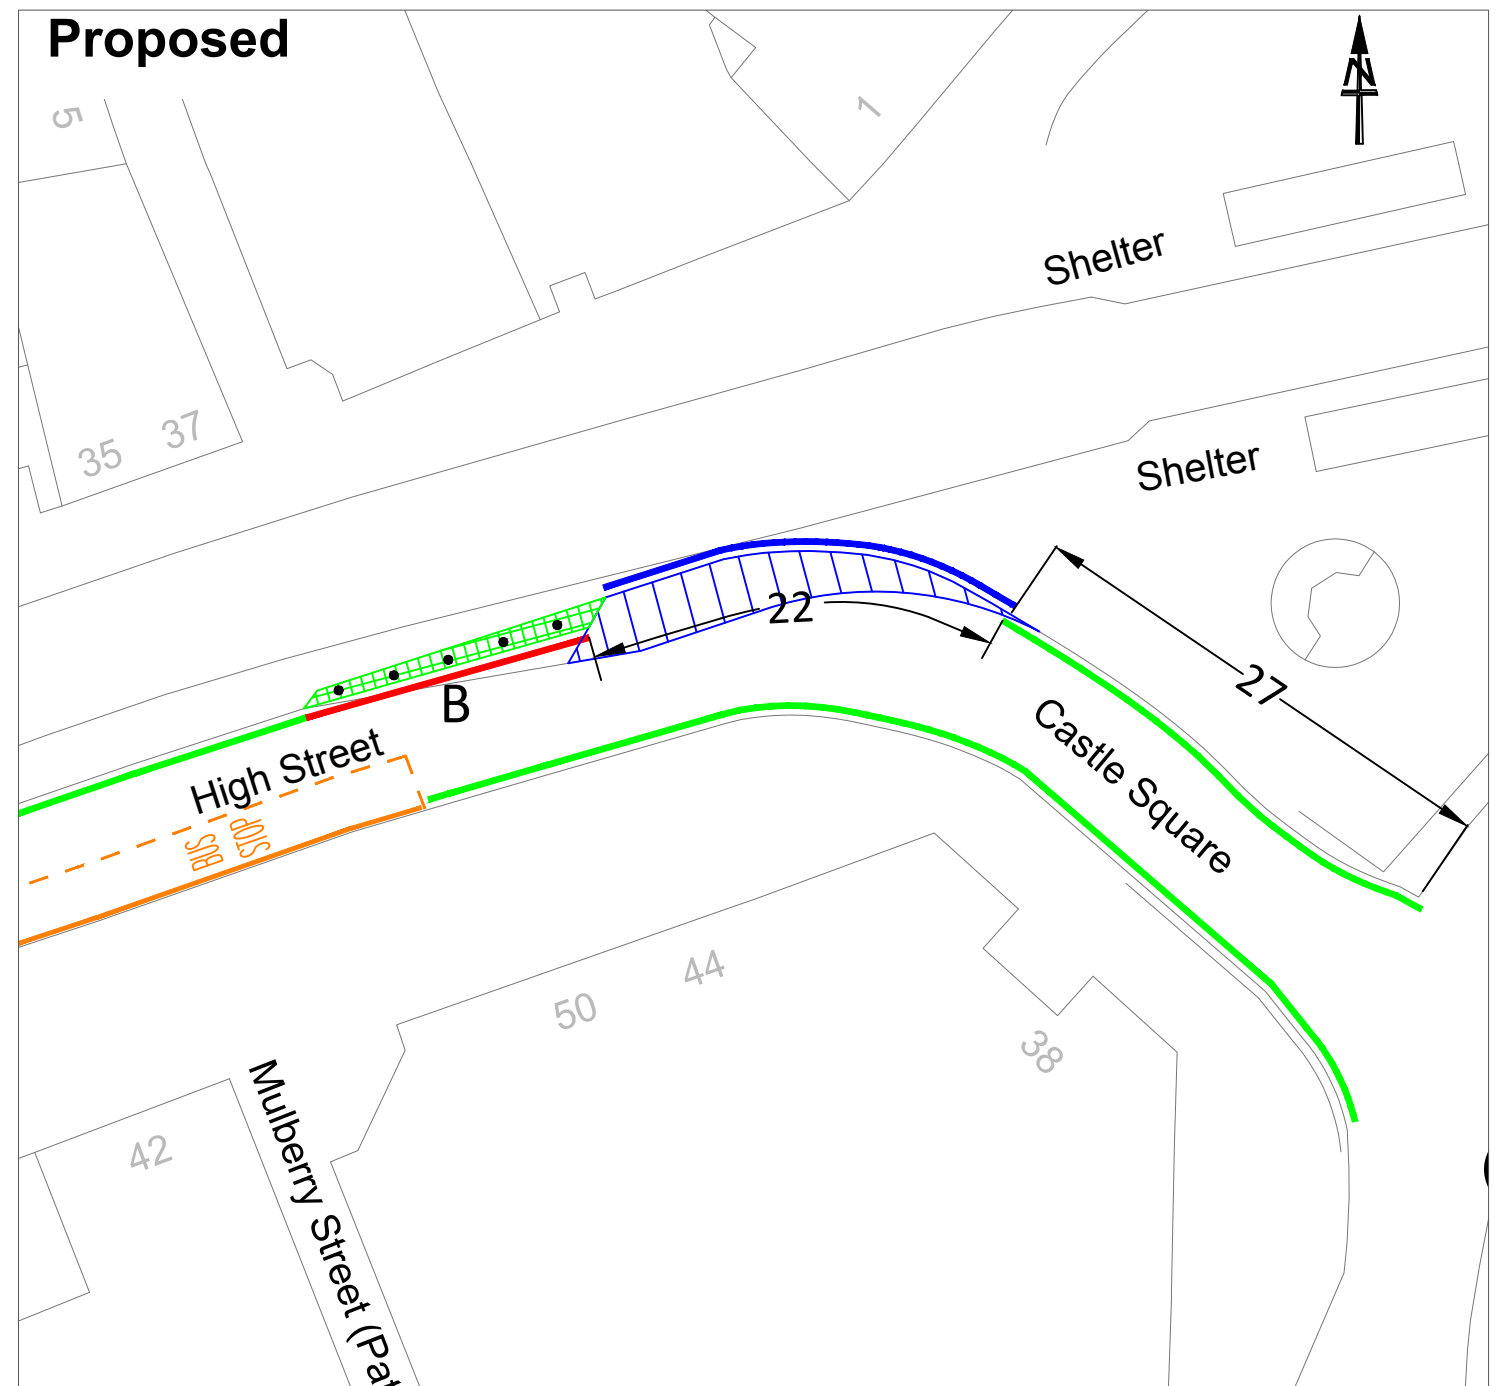 Proposed
N
5
1
Shelter
35
37
Shelter
22
27
B
Castle Square
High Street
BUS
STOP
44
50
38
42
Mulberry Street (Pat